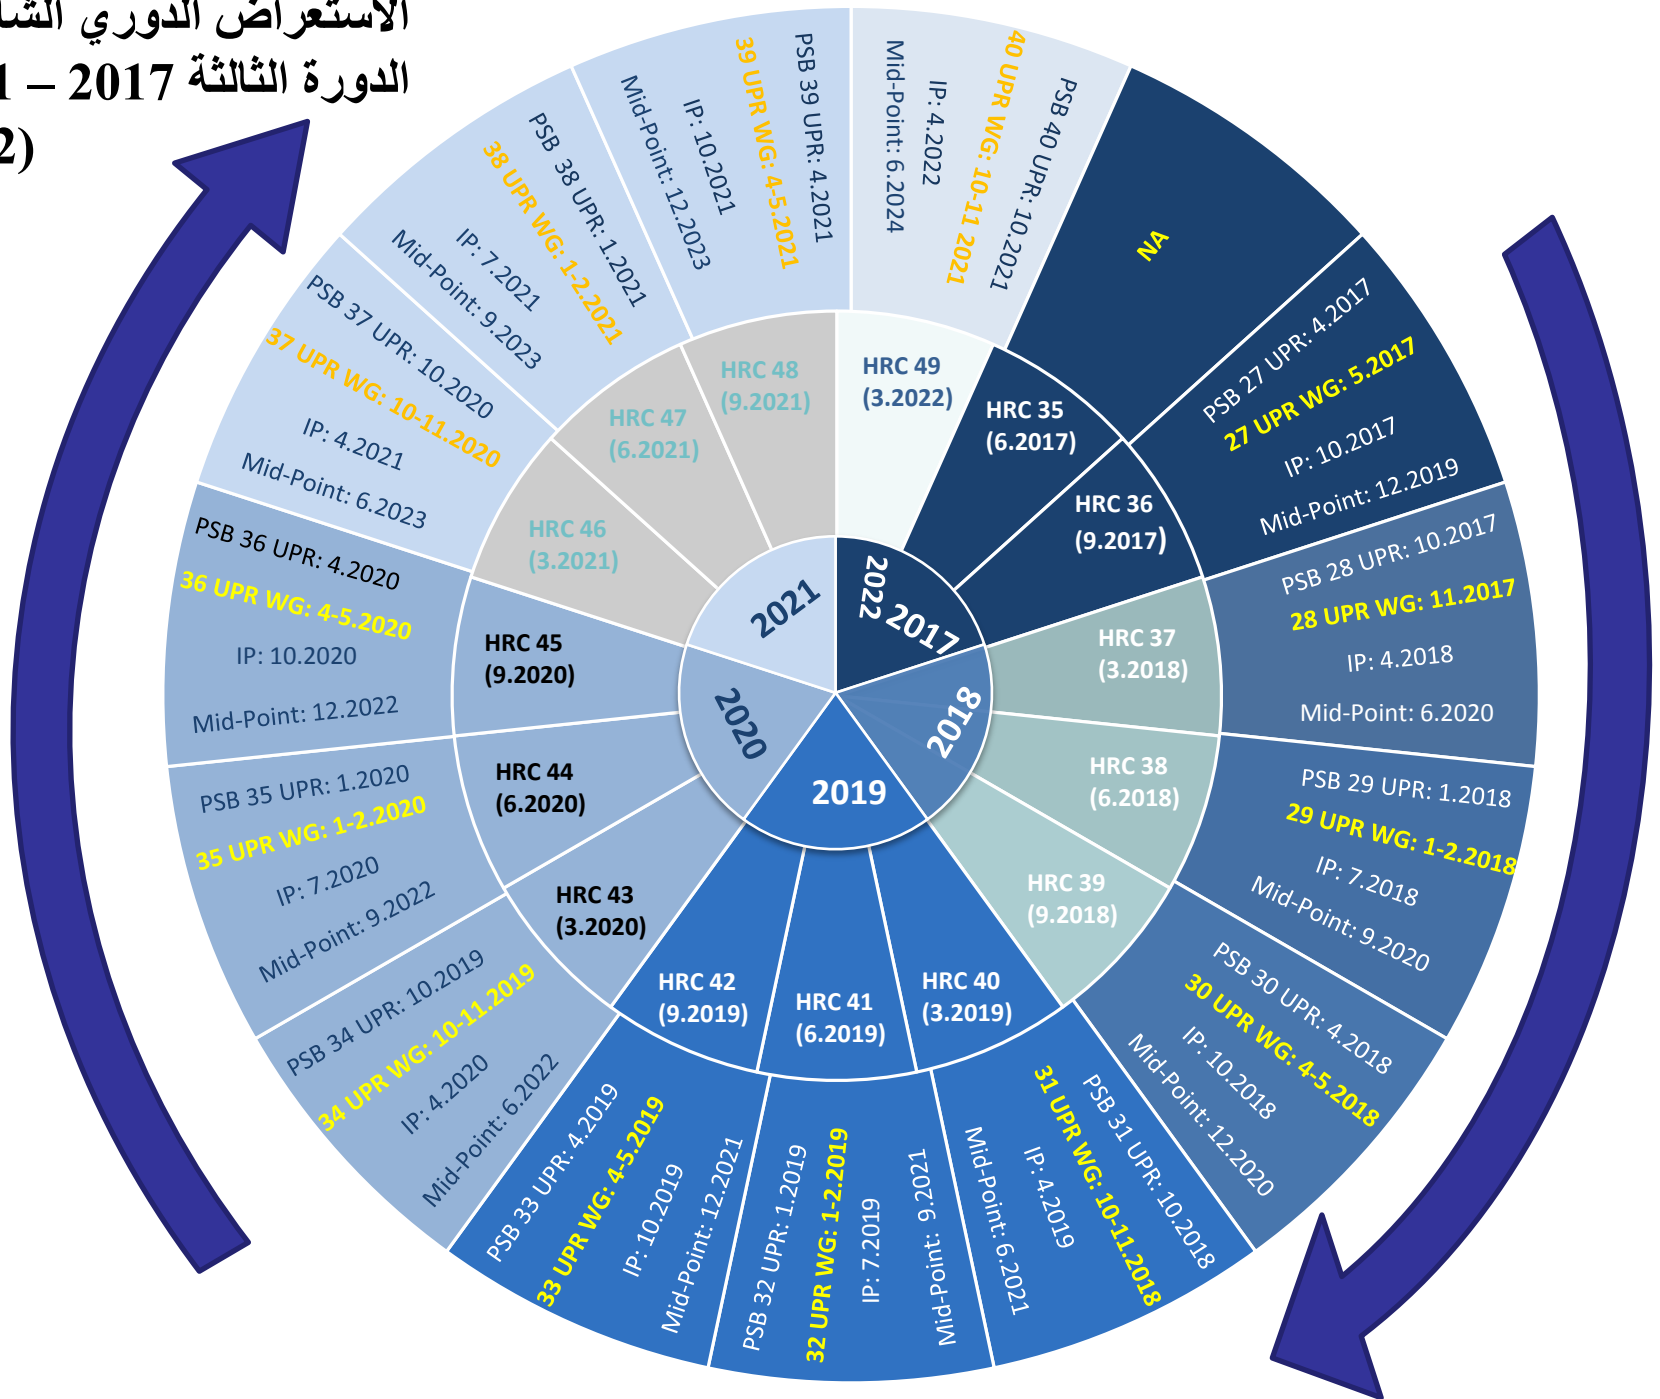 الاستعراض الدوري
الدورة الثالثة 2017 –
2022
2017
2018
2019
2020
2021
HRC 35
(6.2017)
HRC 36
(9.2017)
HRC 37
(3.2018)
HRC 38
(6.2018)
HRC 39
(9.2018)
HRC 40
(3.2019)
HRC 41
(6.2019)
HRC 42
(9.2019)
HRC 43
(3.2020)
HRC 44
(6.2020)
HRC 45
(9.2020)
HRC 46
(3.2021)
HRC 47
(6.2021)
HRC 48
(9.2021)
HRC 49
(3.2022)
NA
PSB 27 UPR: 4.2017
27 UPR WG: 5.2017
IP: 10.2017
Mid-Point: 12.2019
PSB 28 UPR: 10.2017
28 UPR WG: 11.2017
IP: 4.2018
Mid-Point: 6.2020
PSB 29 UPR: 1.2018
29 UPR WG: 1-2.2018
IP: 7.2018
Mid-Point: 9.2020
PSB 30 UPR: 4.2018
30 UPR WG: 4-5.2018
IP: 10.2018
Mid-Point: 12.2020
PSB 31 UPR: 10.2018
31 UPR WG: 10-11.2018
IP: 4.2019
Mid-Point: 6.2021
PSB 32 UPR: 1.2019
32 UPR WG: 1-2.2019
IP: 7.2019
Mid-Point: 9.2021
PSB 33 UPR: 4.2019
33 UPR WG: 4-5.2019
IP: 10.2019
Mid-Point: 12.2021
PSB 34 UPR: 10.2019
34 UPR WG: 10-11.2019
IP: 4.2020
Mid-Point: 6.2022
PSB 35 UPR: 1.2020
35 UPR WG: 1-2.2020
IP: 7.2020
Mid-Point: 9.2022
PSB 36 UPR: 4.2020
36 UPR WG: 4-5.2020
IP: 10.2020
Mid-Point: 12.2022
PSB 37 UPR: 10.2020
37 UPR WG: 10-11.2020
IP: 4.2021
Mid-Point: 6.2023
PSB 38 UPR: 1.2021
38 UPR WG: 1-2.2021
IP: 7.2021
Mid-Point: 9.2023
PSB 39 UPR: 4.2021
39 UPR WG: 4-5.2021
IP: 10.2021
Mid-Point: 12.2023
PSB 40 UPR: 10.2021
40 UPR WG: 10-11 2021
IP: 4.2022
Mid-Point: 6.2024